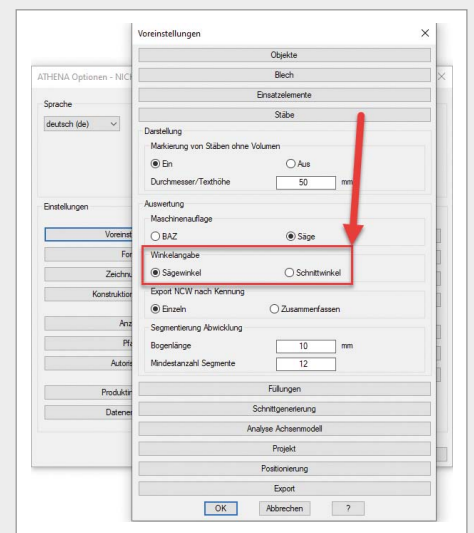 Voreinstellungen
Objekte
Blech
Einsatzelemente
Stäbe
Darstellung
Markierung von Stäben ohne Volumen
Ein Aus
Durchmesser/Texthöhe 50 mm
Auswertung
Maschinenauflage
BAZ Säge
Winkelangabe
Sägewinkel Schnittwinkel
Export NCW nach Kennung
Einzeln Zusammenfassen
Segmentierung Abwicklung
Bogenlänge 10 mm
Mindestanzahl Segmente 12
Füllungen
Schnittgenerierung
Analyse Achsenmodell
Projekt
Positionierung
Export
OK Abbrechen ?
ATHENA Optionen - NICH
Sprache
deutsch (de)
Einstellungen
Voreinst
For
Zeichnu
Konstruktion
Anz
Pfa
Autoris
Produktin
Datener